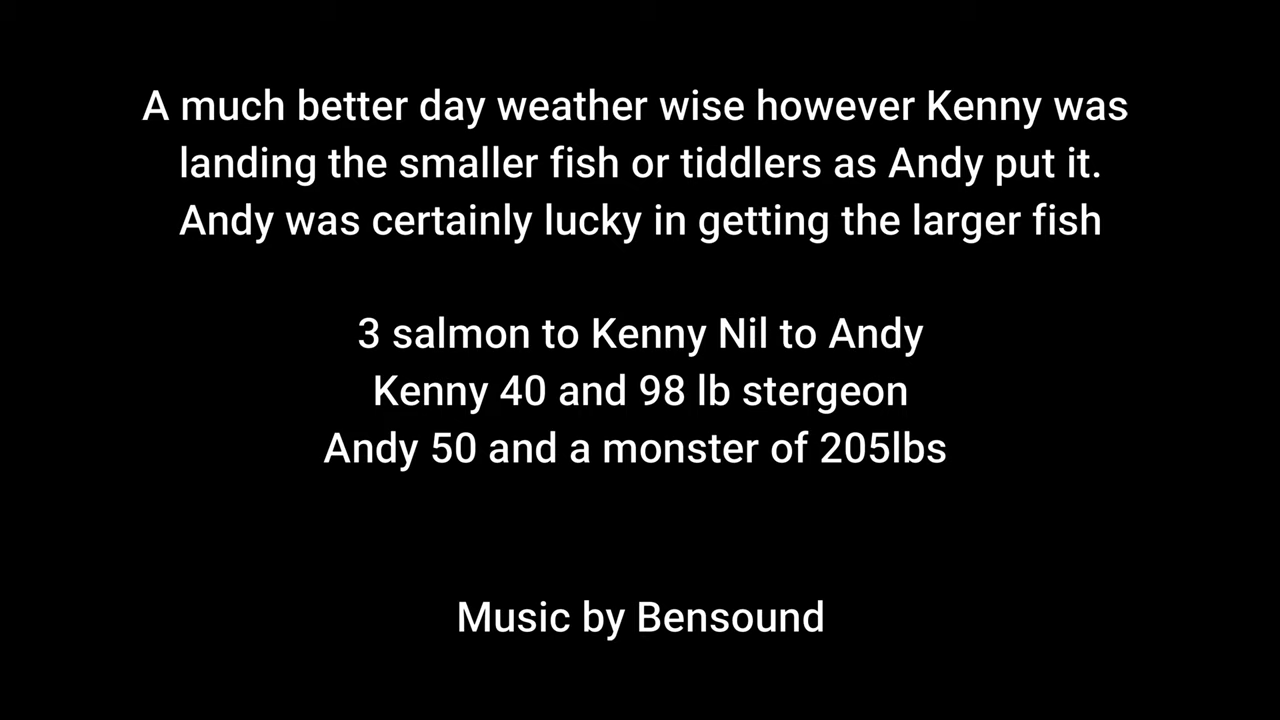 A much better day weather wise however Kenny was
landing the smaller fish or tiddlers as Andy put it.
Andy was certainly lucky in getting the larger fish
3 salmon to Kenny Nil to Andy
Kenny 40 and 98 lb stergeon
Andy 50 and a monster of 205lbs
Music by Bensound